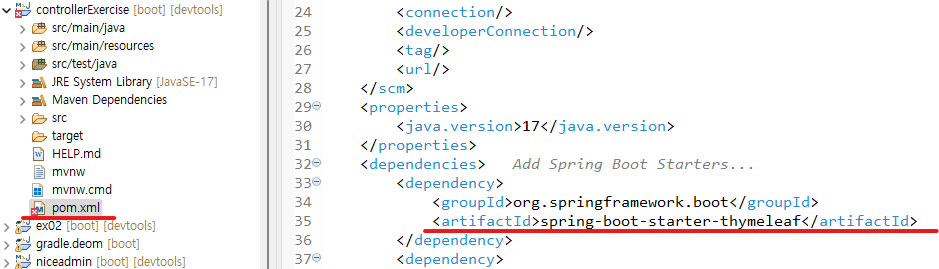 controllerExercise [boot] [devtools]
src/main/java
src/main/resources
src/test/java
JRE System Library [JavaSE-17]
Maven Dependencies
src
target
HELP.md
mvnw
mvnw.cmd
pom.xml
ex02 [boot] [devtools]
gradle.deom [boot]
niceadmin [boot] [devtools]
24 <connection/>
25 <developerConnection/>
26 <tag/>
27 <url/>
28 </scm>
29 <properties>
30 <java.version>17</java.version>
31 </properties>
32 <dependencies> Add Spring Boot Starters...
33 <dependency>
34 <groupId>org.springframework.boot</groupId>
35 <artifactId>spring-boot-starter-thymeleaf</artifactId>
36 </dependency>
37 <dependency>